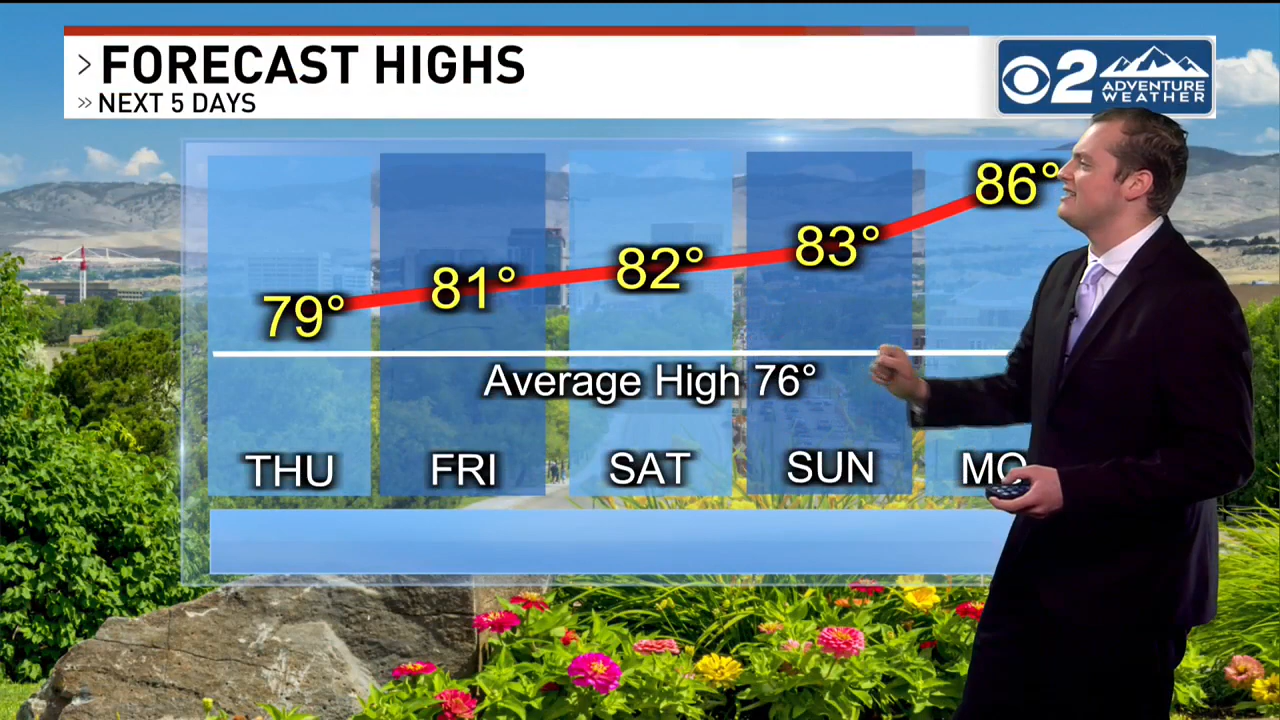 > FORECAST HIGHS
» NEXT 5 DAYS
2 ADVENTURE WEATHER
79° 81° 82° 83° 86°
Average High 76°
THU FRI SAT SUN MO